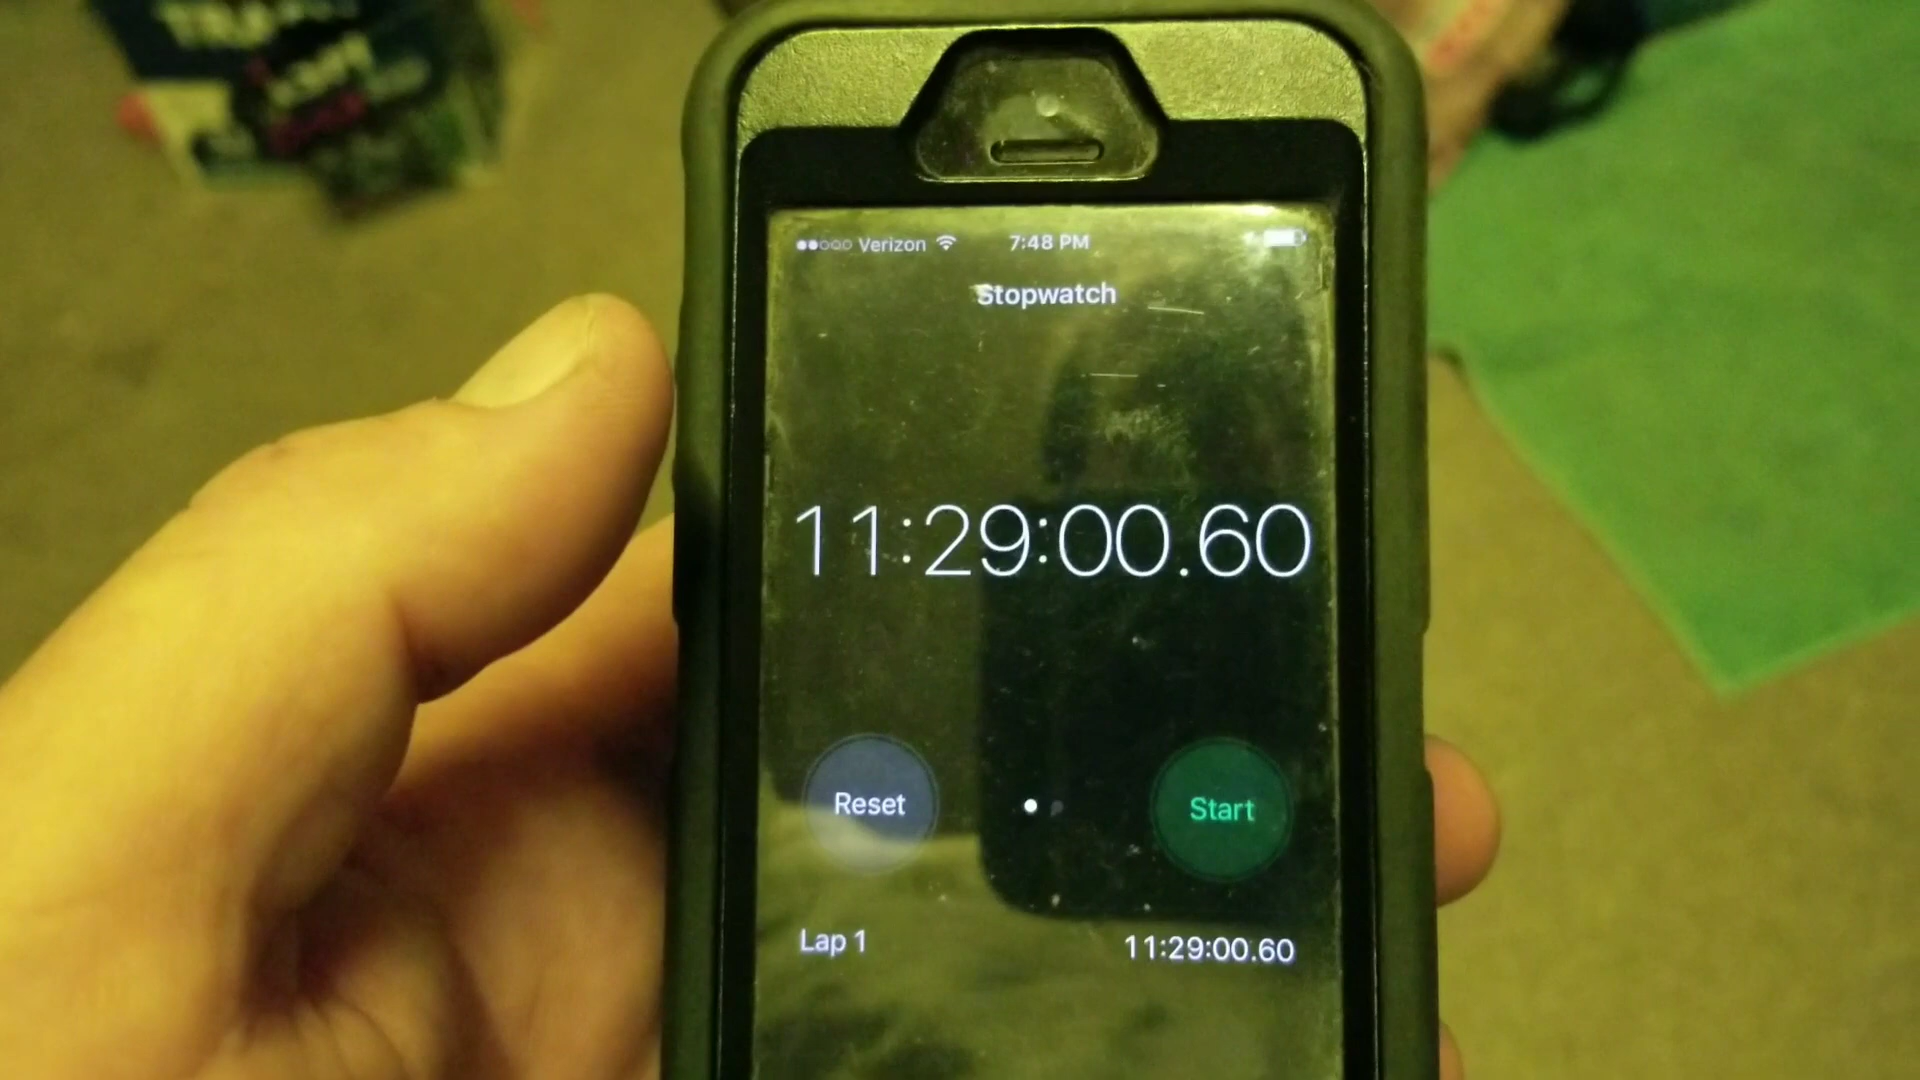 Verizon 7:48 PM
Stopwatch
11:29:00.60
Reset Start
Lap 1 11:29:00.60